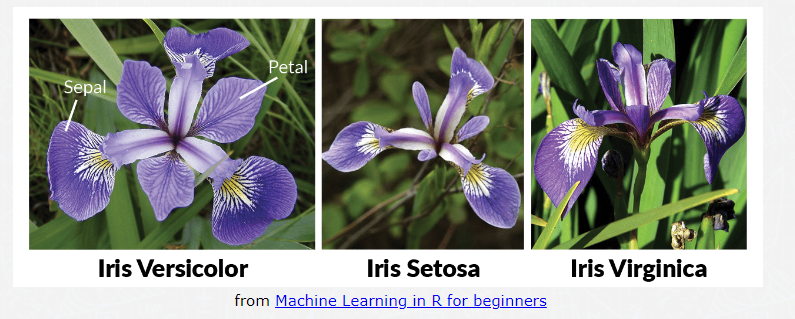 Sepal
Petal
Iris Versicolor
Iris Setosa
Iris Virginica
from Machine Learning in R for beginners